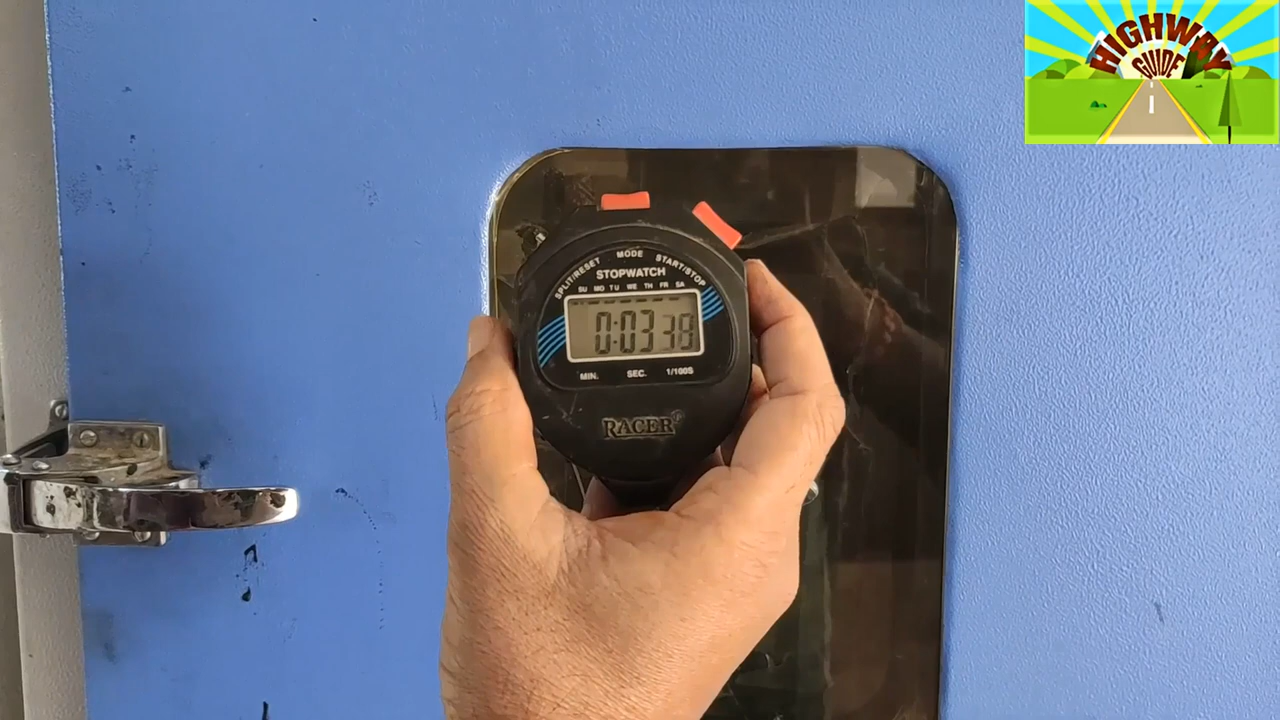 HIGHWAY
GUIDE
SPLIT/RESET MODE START/STOP
STOPWATCH
SU MO TU WE TH FR SA
0:03 38
MIN. SEC. 1/100S
RACER®